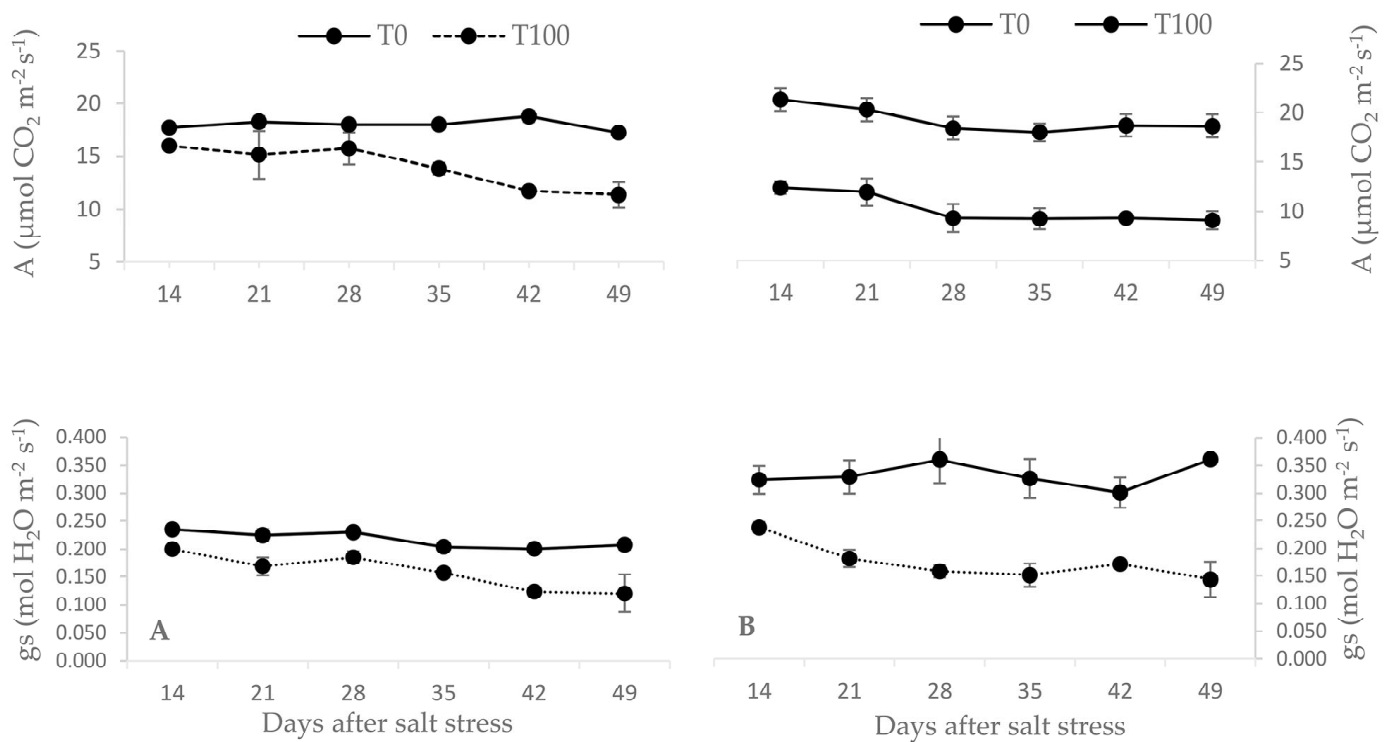 T0 T100
A (µmol CO2 m-2 s-1)
25
20
15
10
5
14 21 28 35 42 49
T0 T100
25
20
15
10
5
A (µmol CO2 m-2 s-1)
14 21 28 35 42 49
gs (mol H2O m-2 s-1)
0.400
0.350
0.300
0.250
0.200
0.150
0.100
0.050
0.000
A
14 21 28 35 42 49
Days after salt stress
B
0.400
0.350
0.300
0.250
0.200
0.150
0.100
0.050
0.000
gs (mol H2O m-2 s-1)
14 21 28 35 42 49
Days after salt stress